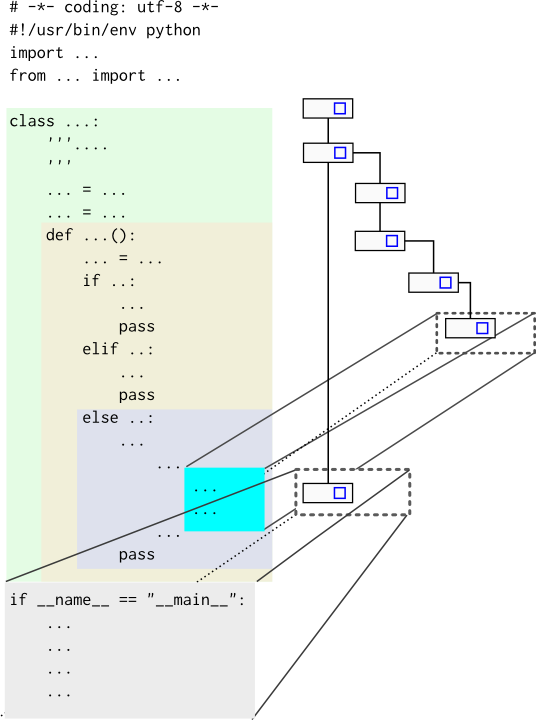 # -*- coding: utf-8 -*-
#!/usr/bin/env python
import ...
from ... import ...
class ...:
'''....
'''
... = ...
... = ...
def ...():
... = ...
if ..:
...
pass
elif ..:
...
pass
else ..:
...
...
...
...
...
pass
if __name__ == "__main__":
...
...
...
...